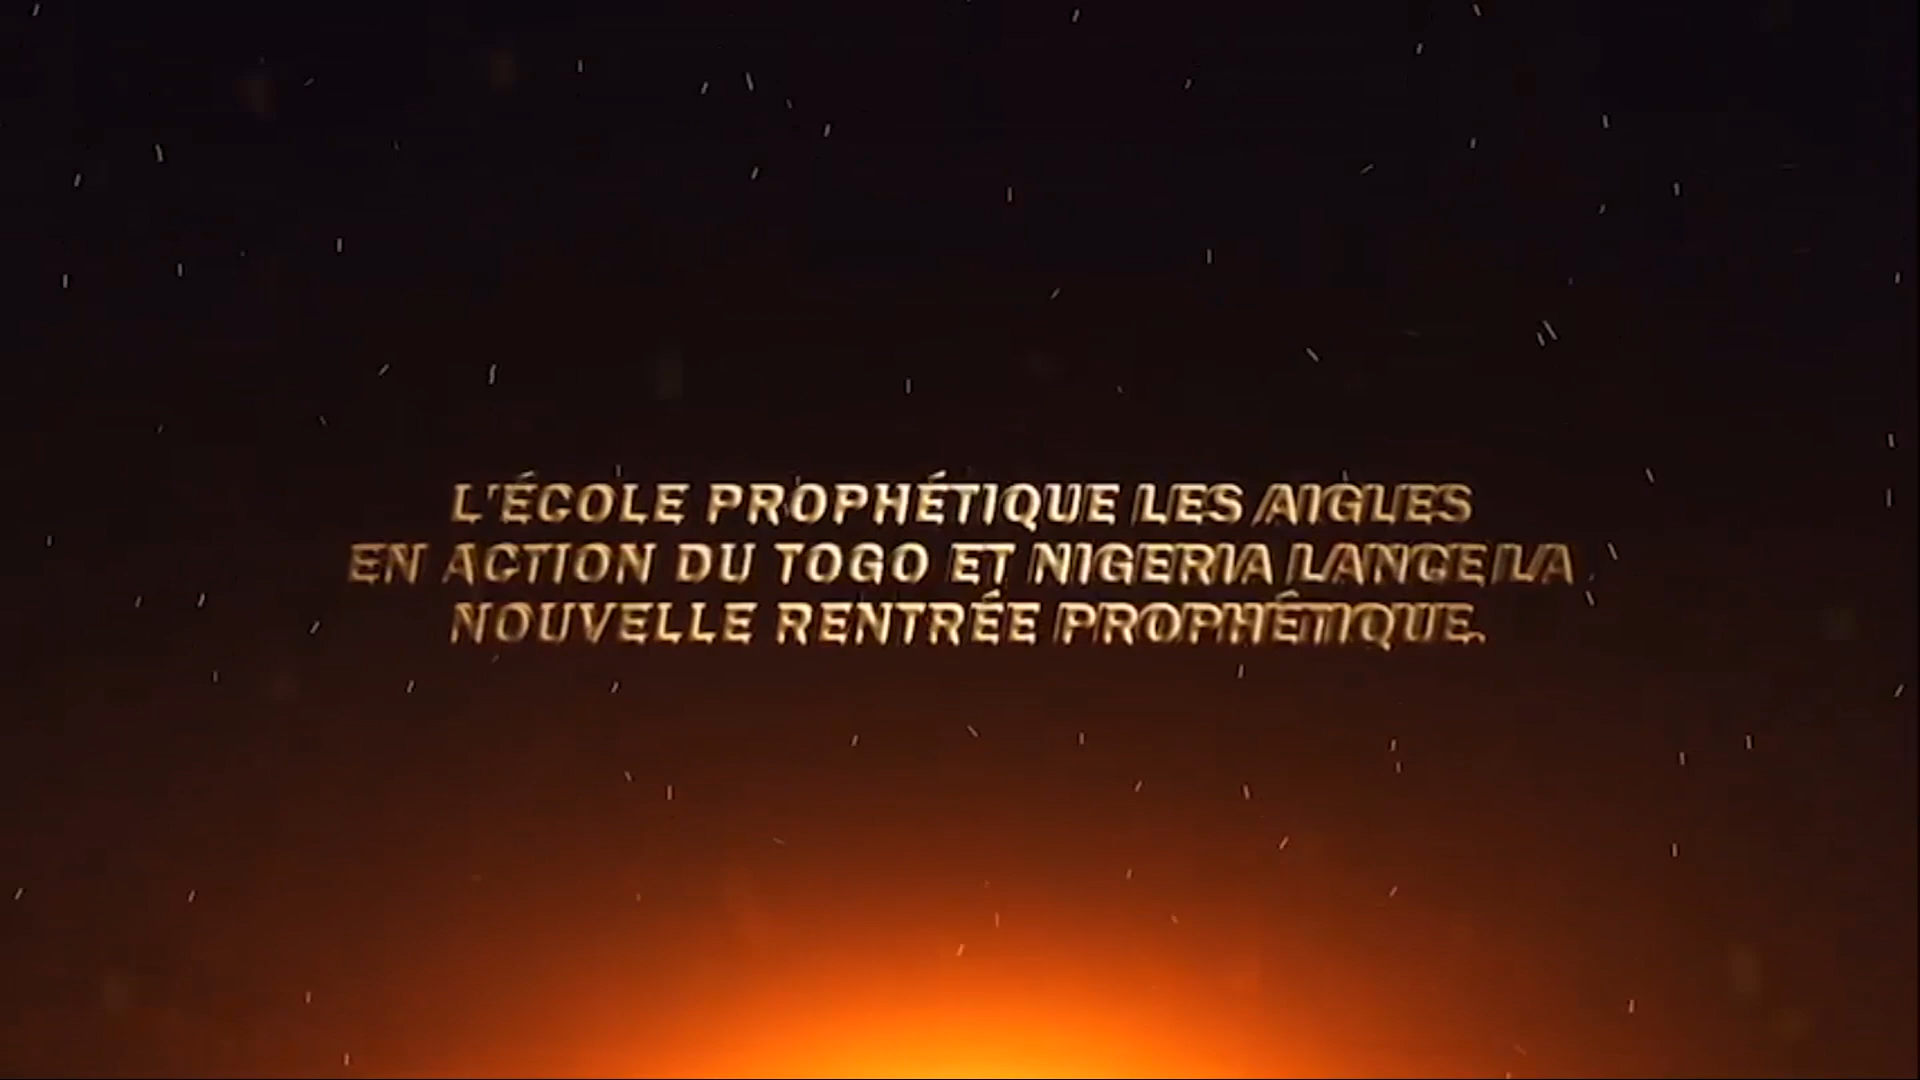 L'ÉCOLE PROPHÉTIQUE LES AIGLES
EN ACTION DU TOGO ET NIGERIA LANCE LA
NOUVELLE RENTRÉE PROPHÉTIQUE.